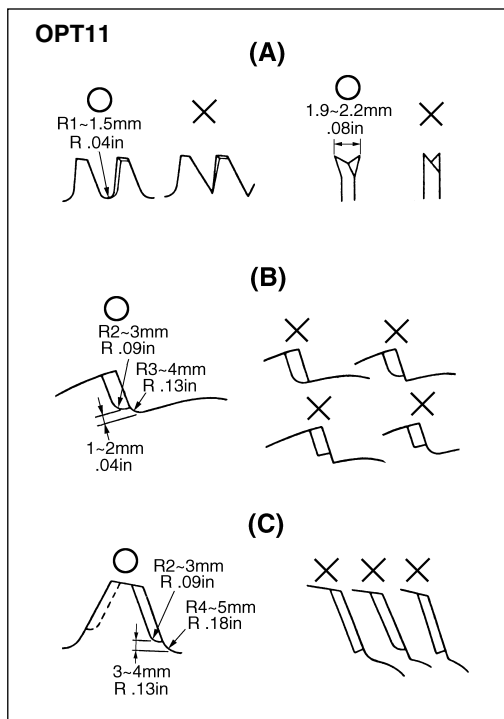 OPT11
(A)
R1~1.5mm
R .04in
1.9~2.2mm
.08in
(B)
R2~3mm
R .09in
R3~4mm
R .13in
1~2mm
.04in
(C)
R2~3mm
R .09in
R4~5mm
R .18in
3~4mm
R .13in